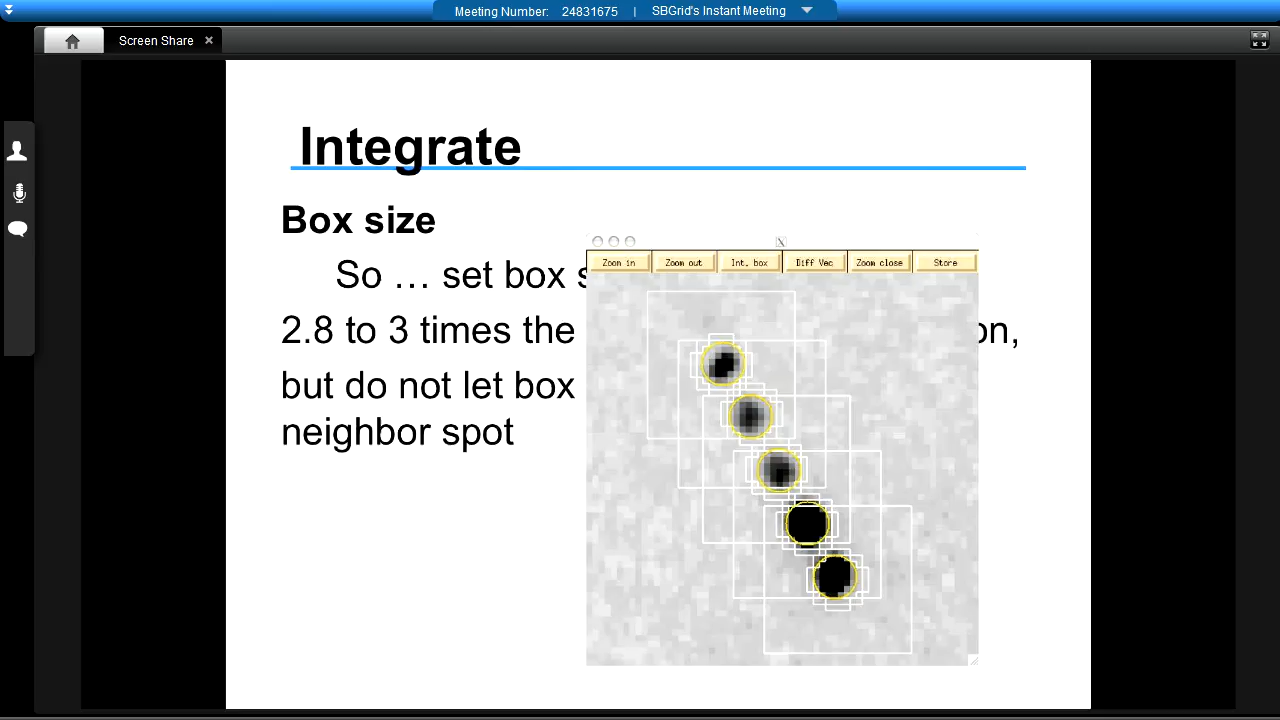 Meeting Number: 24831675 | SBGrid's Instant Meeting
Screen Share
Integrate
Box size
So … set box
2.8 to 3 times the
but do not let box
neighbor spot
X
Zoom in Zoom out Int. box Diff Vec Zoom close Store